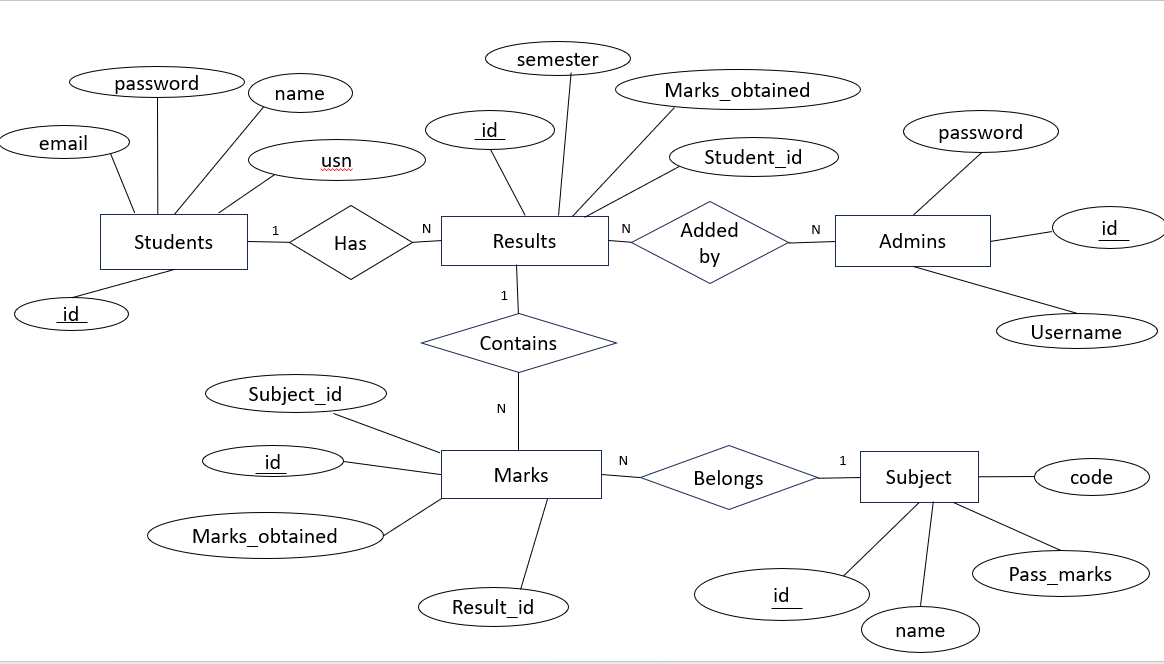 semester
password
name
Marks_obtained
id
email
usn
Student_id
password
id
Students
1
Has
N
Results
N
Added
by
N
Admins
id
1
Username
Contains
Subject_id
N
id
Marks
N
Belongs
1
Subject
code
Marks_obtained
Result_id
id
name
Pass_marks